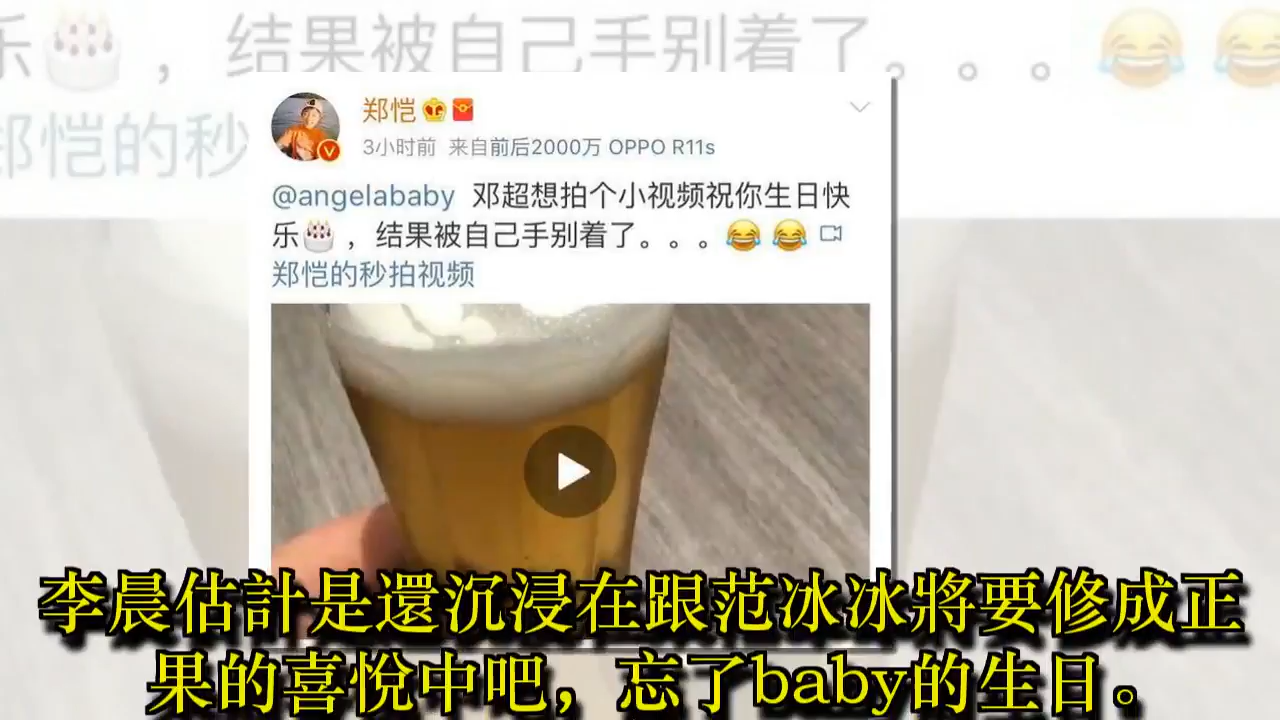 乐🎂，结果被自己手别着了。。。😂😂
郑恺的秒
郑恺
3小时前 来自前后2000万 OPPO R11s
@angelababy 邓超想拍个小视频祝你生日快
乐🎂，结果被自己手别着了。。。😂😂
郑恺的秒拍视频
李晨估計是還沉浸在跟范冰冰將要修成正
果的喜悅中吧，忘了baby的生日。